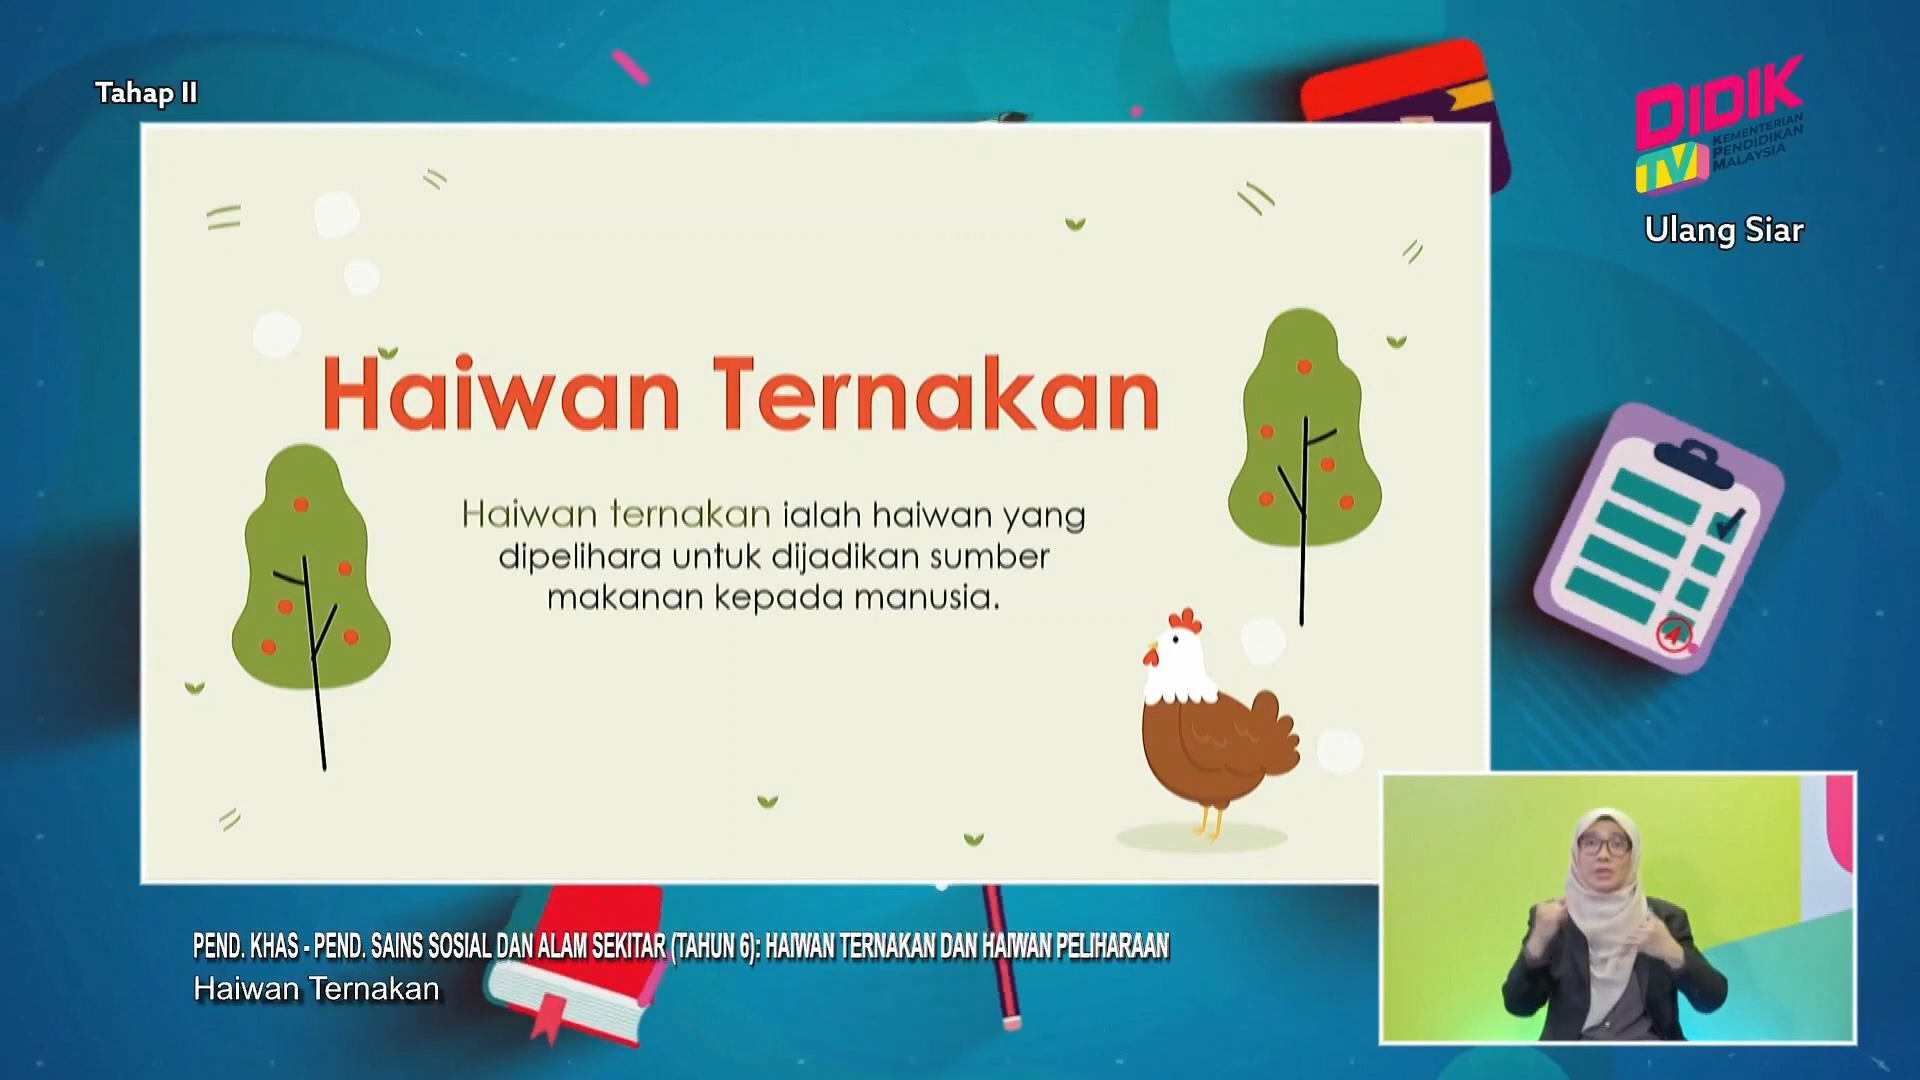 Tahap II
DIDIK
TV
KEMENTERIAN
PENDIDIKAN
MALAYSIA
Ulang Siar
Haiwan Ternakan
Haiwan ternakan ialah haiwan yang
dipelihara untuk dijadikan sumber
makanan kepada manusia.
A
PEND. KHAS - PEND. SAINS SOSIAL DAN ALAM SEKITAR (TAHUN 6): HAIWAN TERNAKAN DAN HAIWAN PELIHARAAN
Haiwan Ternakan